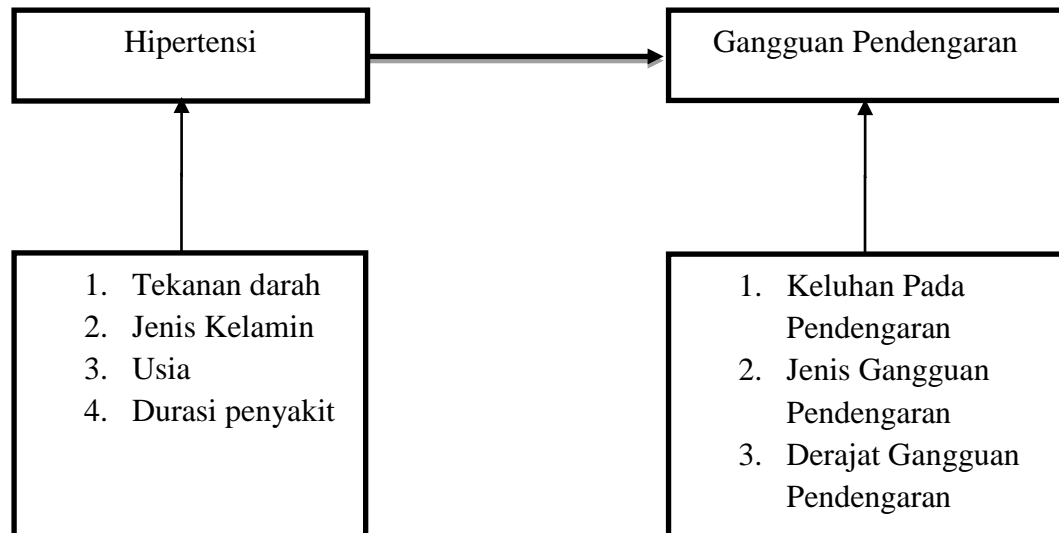 Hipertensi
Gangguan Pendengaran
1. Tekanan darah
2. Jenis Kelamin
3. Usia
4. Durasi penyakit
1. Keluhan Pada
Pendengaran
2. Jenis Gangguan
Pendengaran
3. Derajat Gangguan
Pendengaran